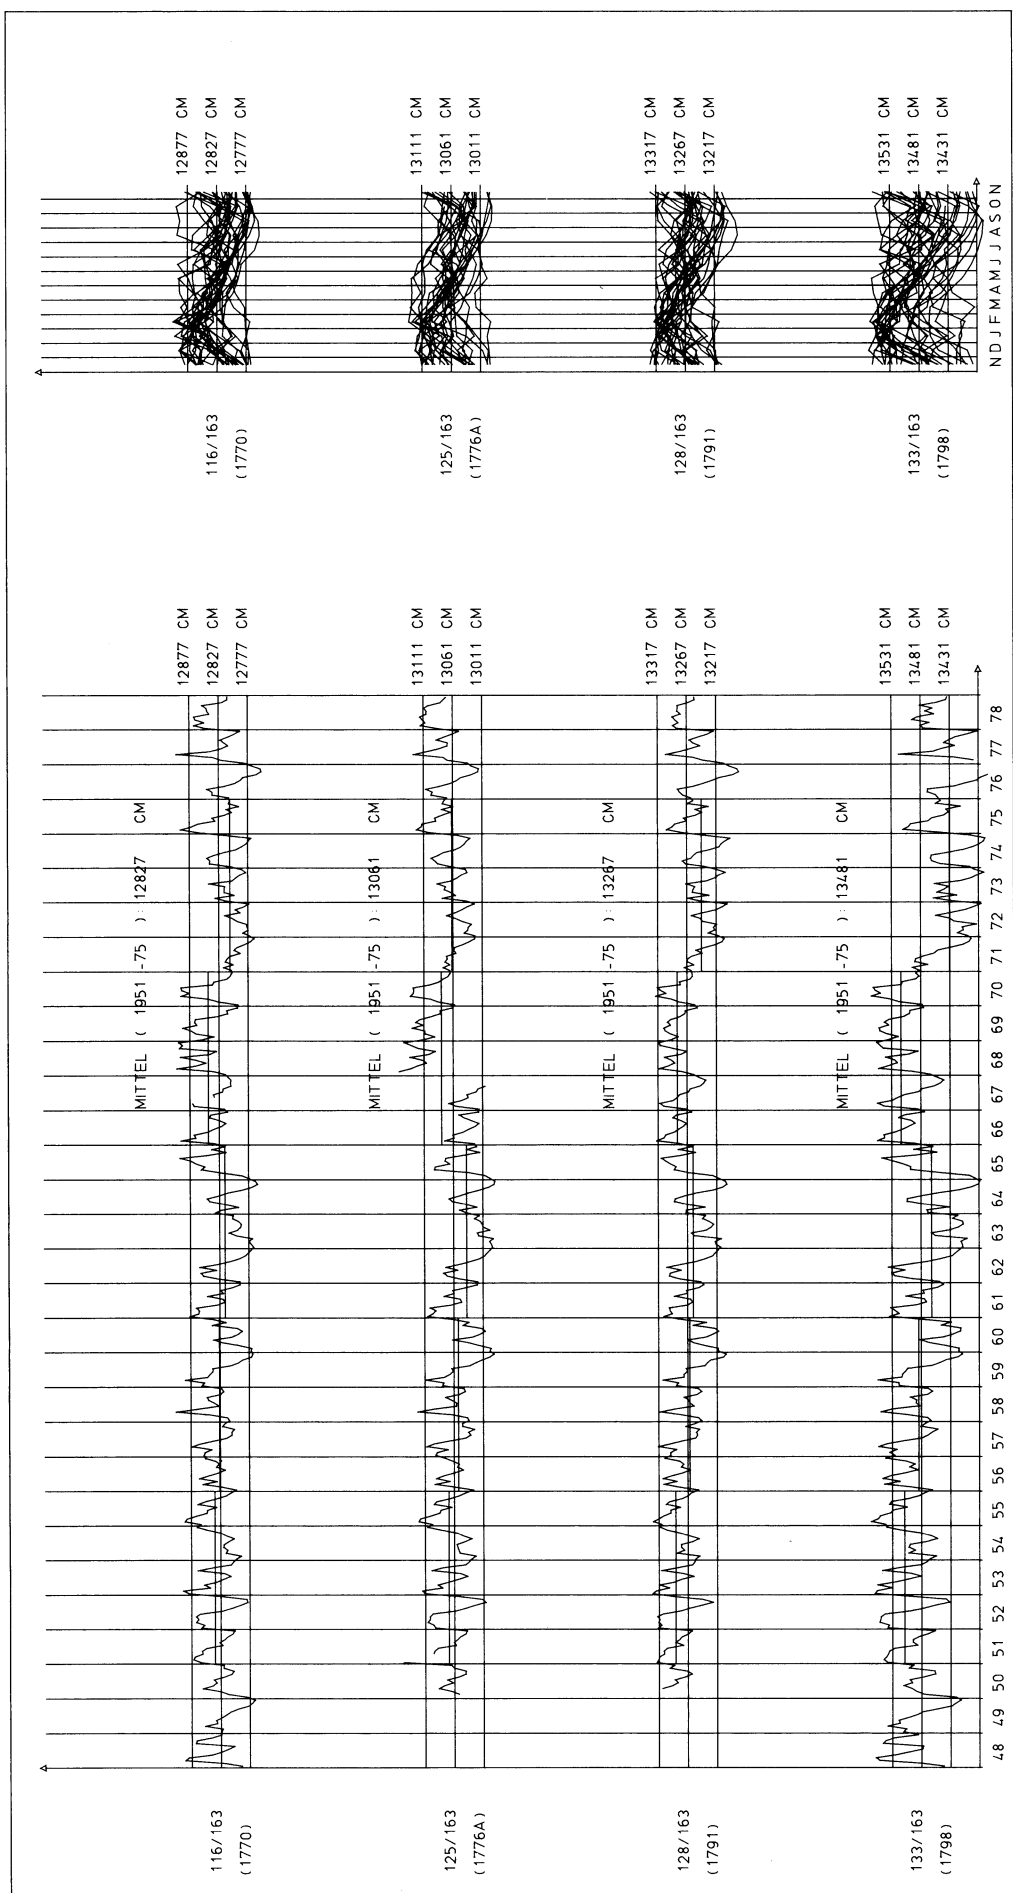 12877 CM
12827 CM
12777 CM
116/163
(1770)
13111 CM
13061 CM
13011 CM
125/163
(1776A)
13317 CM
13267 CM
13217 CM
128/163
(1791)
13531 CM
13481 CM
13431 CM
133/163
(1798)
N D J F M A M J J A S O N
12877 CM
12827 CM
12777 CM
MITTEL ( 1951 -75 ): 12827 CM
116/163
(1770)
13111 CM
13061 CM
13011 CM
MITTEL ( 1951 -75 ): 13061 CM
125/163
(1776A)
13317 CM
13267 CM
13217 CM
MITTEL ( 1951 -75 ): 13267 CM
128/163
(1791)
13531 CM
13481 CM
13431 CM
MITTEL ( 1951 -75 ): 13481 CM
133/163
(1798)
48 49 50 51 52 53 54 55 56 57 58 59 60 61 62 63 64 65 66 67 68 69 70 71 72 73 74 75 76 77 78